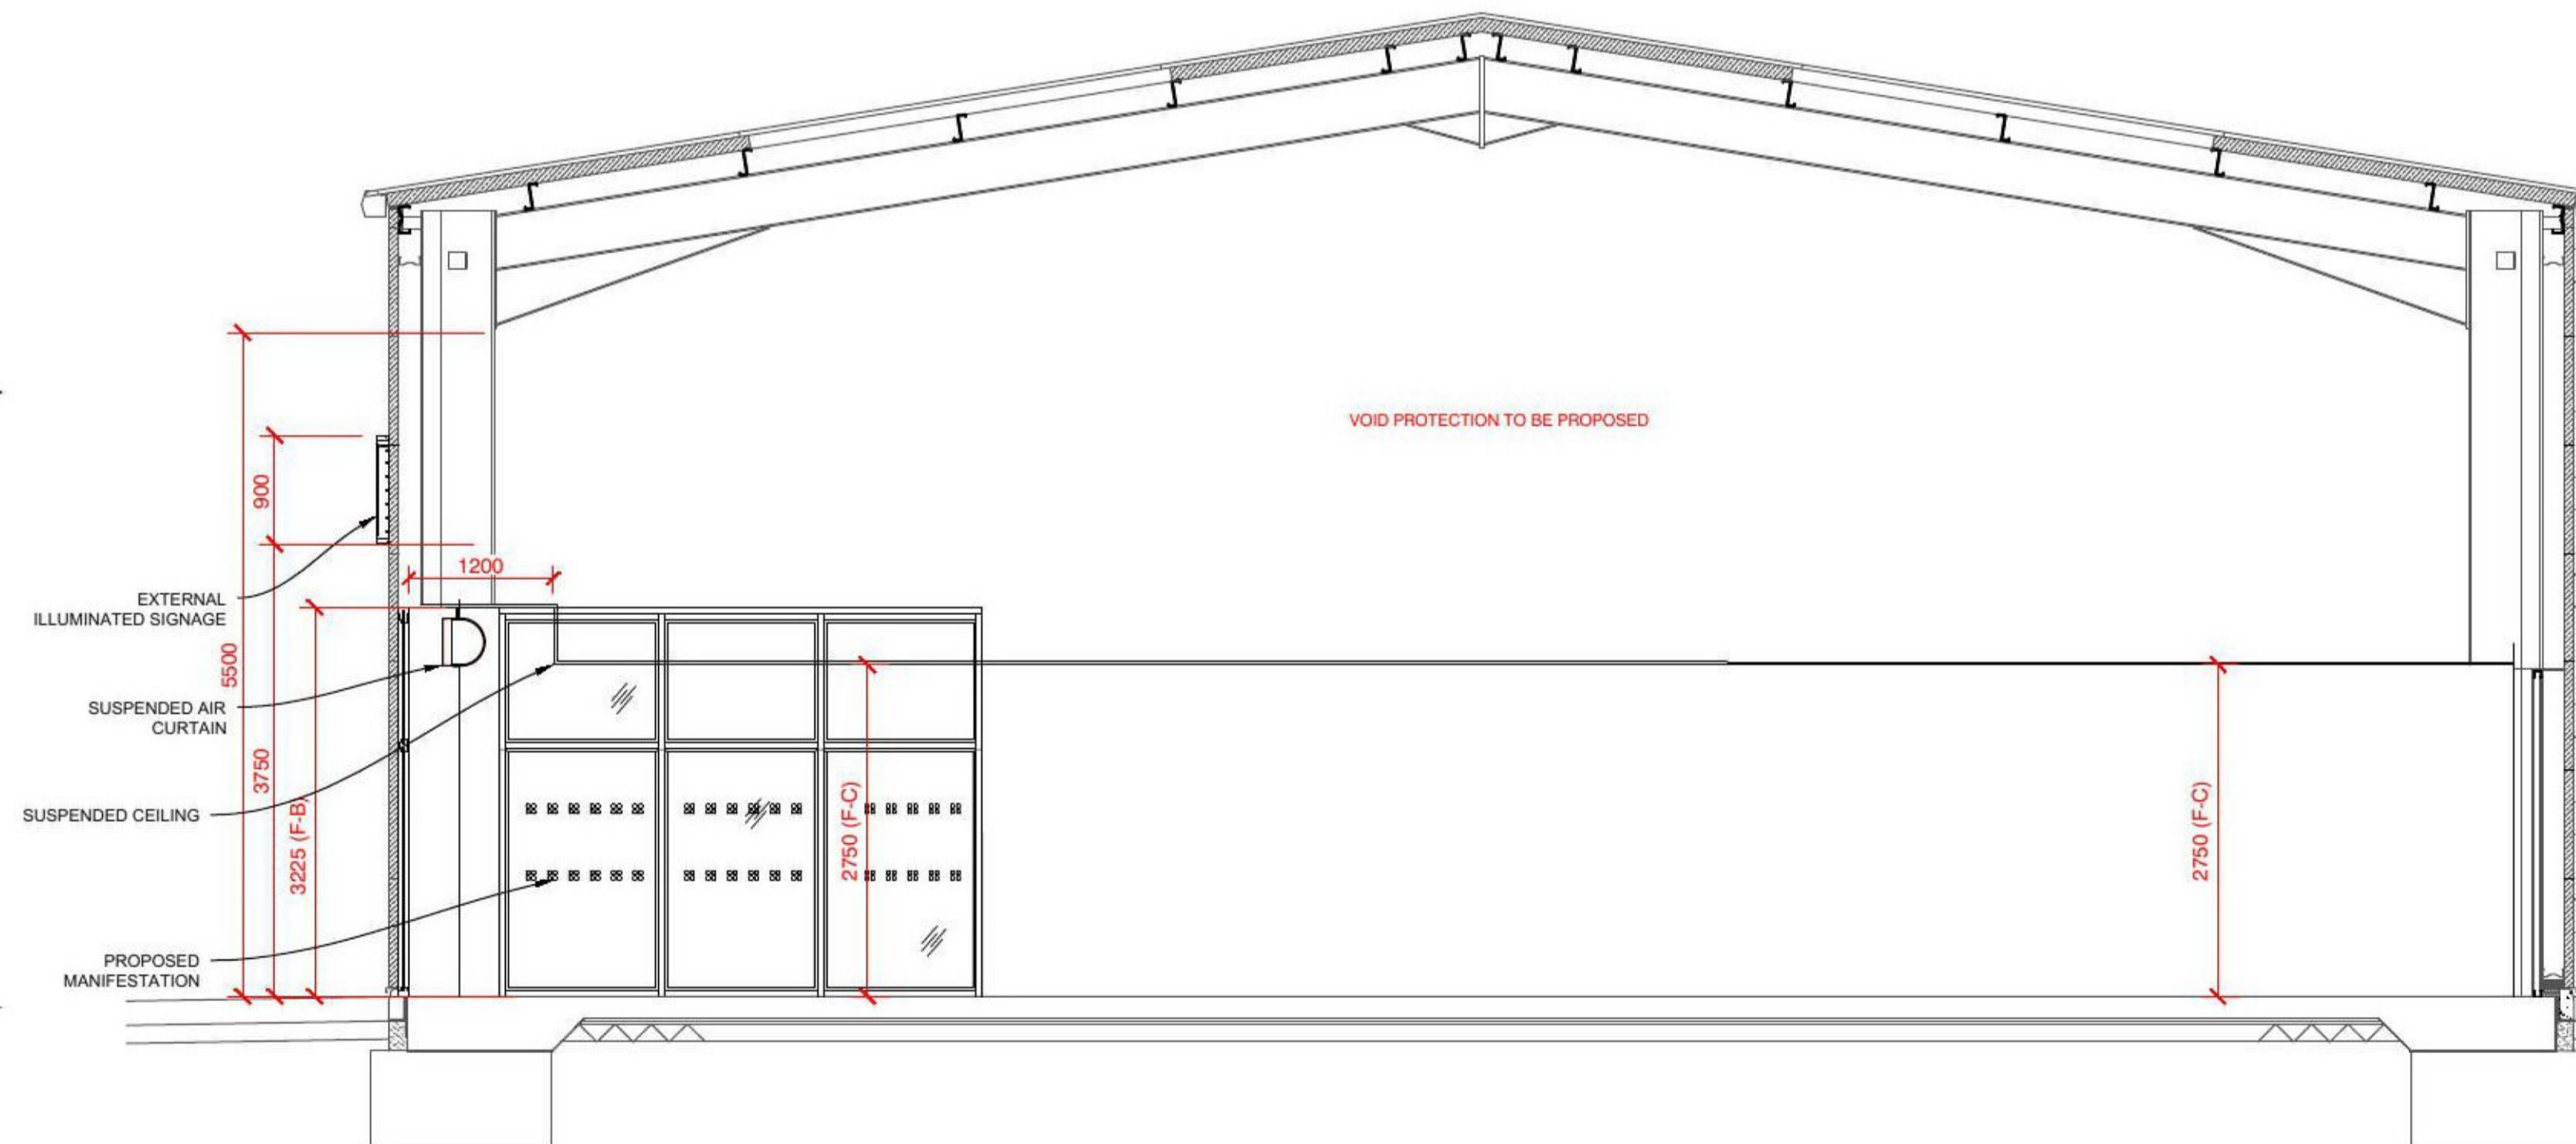 VOID PROTECTION TO BE PROPOSED
900
1200
EXTERNAL
ILLUMINATED SIGNAGE
5500
SUSPENDED AIR
CURTAIN
3750
SUSPENDED CEILING
3225 (F-B)
2750 (F-C)
2750 (F-C)
PROPOSED
MANIFESTATION